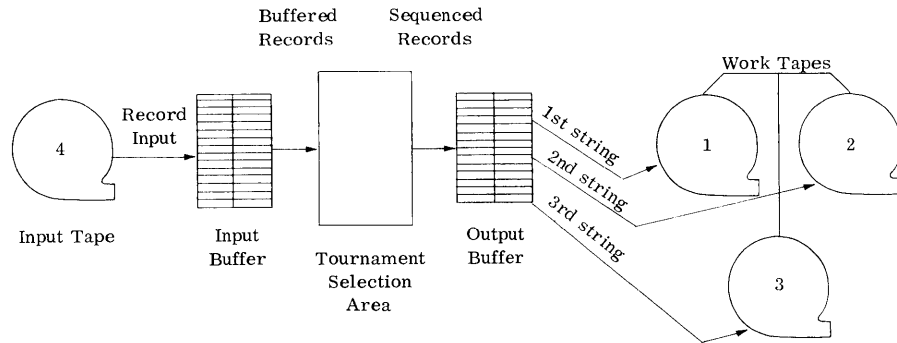 Buffered
Records
Sequenced
Records
Work Tapes
4
Record
Input
1st string
2nd string
3rd string
1
2
3
Input Tape
Input
Buffer
Tournament
Selection
Area
Output
Buffer